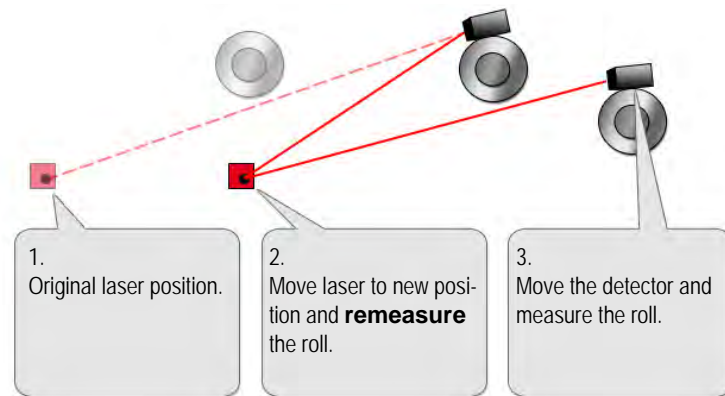 1.
Original laser position.
2.
Move laser to new posi-
tion and remeasure
the roll.
3.
Move the detector and
measure the roll.